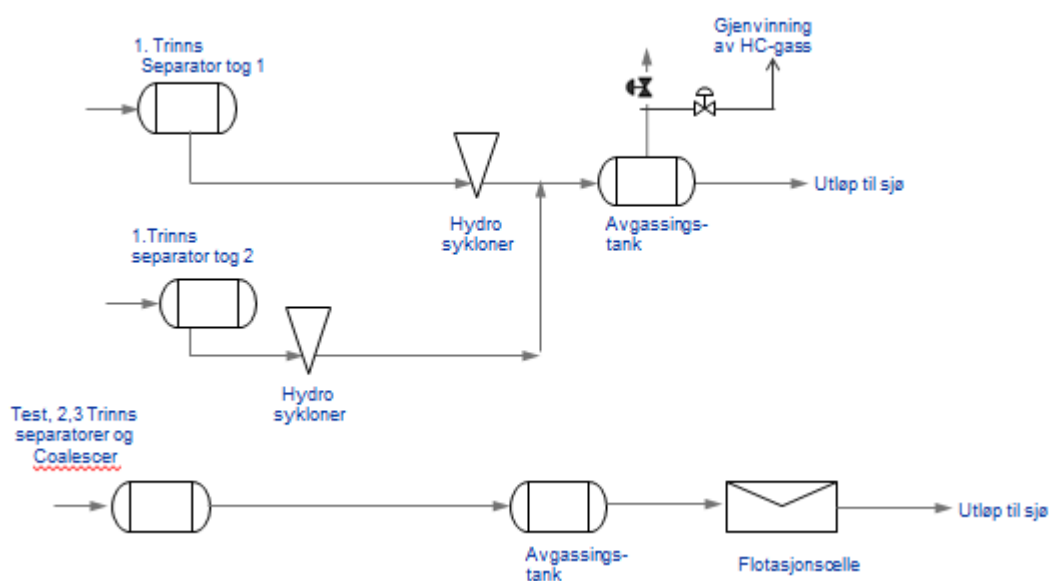 Gjenvinning
av HC-gass
1. Trinns
Separator tog 1
Utløp til sjø
Hydro
sykloner
Avgassings-
tank
1.Trinns
separator tog 2
Hydro
sykloner
Test, 2,3 Trinns
separatorer og
Coalescer
Utløp til sjø
Avgassings-
tank
Flotasjonscelle